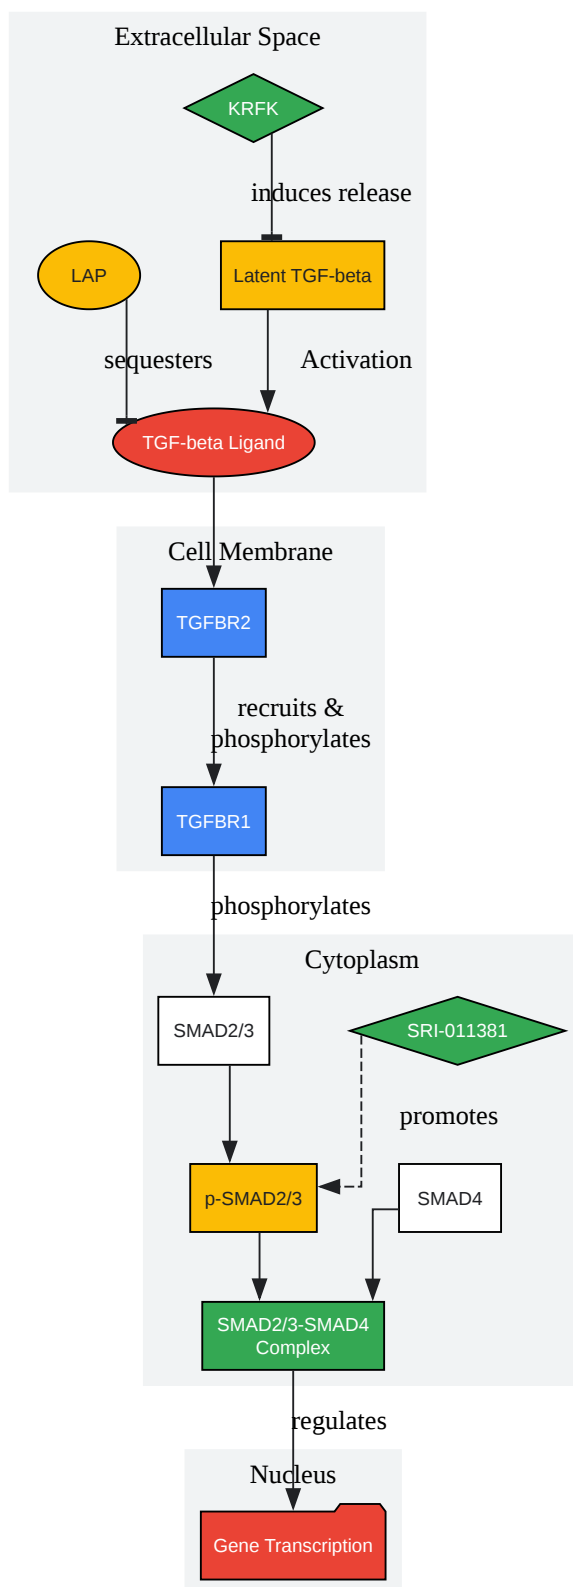 Extracellular Space
KRFK
induces release
LAP
Latent TGF-beta
sequesters
Activation
TGF-beta Ligand
Cell Membrane
TGFBR2
recruits &
phosphorylates
TGFBR1
phosphorylates
Cytoplasm
SMAD2/3
SRI-011381
promotes
p-SMAD2/3
SMAD4
SMAD2/3-SMAD4
Complex
regulates
Nucleus
Gene Transcription